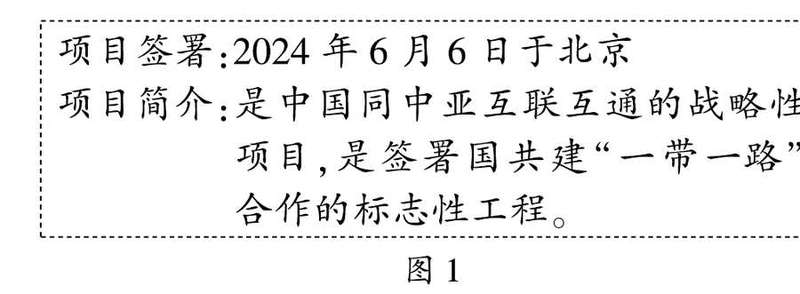 项目签署:2024 年 6 月 6 日于北京
项目简介:是中国同中亚互联互通的战略性
项目,是签署国共建“一带一路”
合作的标志性工程。
图 1